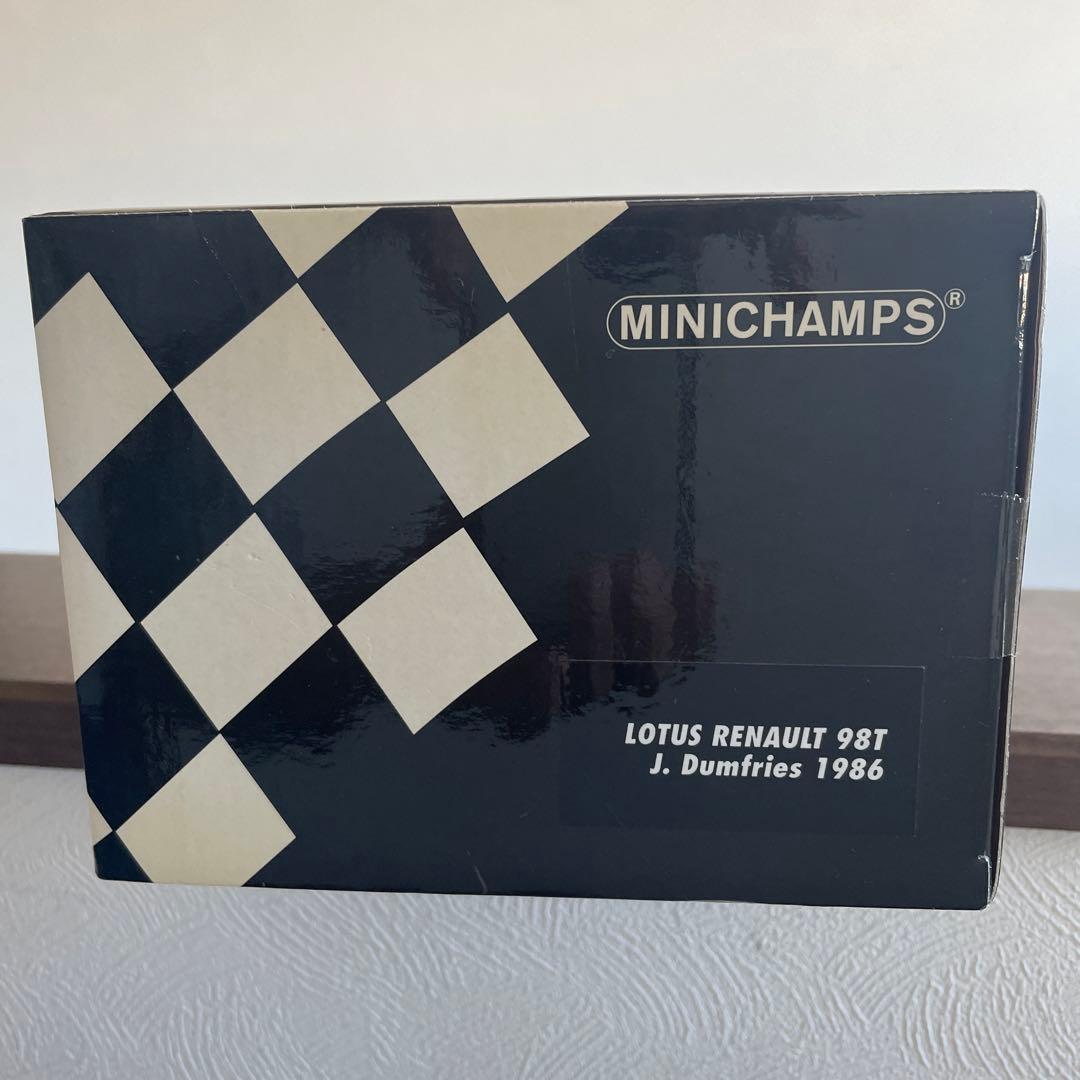 MINICHAMPS®
LOTUS RENAULT 98T
J. Dumfries 1986